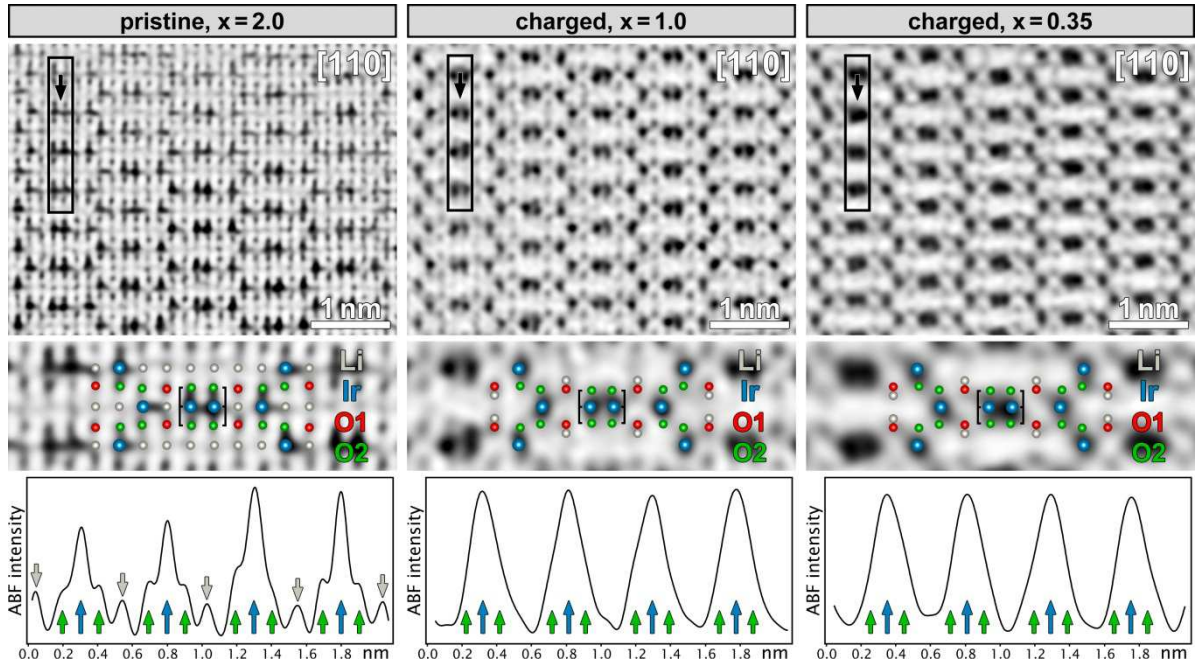 pristine, x = 2.0
charged, x = 1.0
charged, x = 0.35
[110]
[110]
[110]
1 nm
1 nm
1 nm
Li
Ir
O1
O2
Li
Ir
O1
O2
Li
Ir
O1
O2
ABF intensity
0.0 0.2 0.4 0.6 0.8 1.0 1.2 1.4 1.6 1.8 nm
ABF intensity
0.0 0.2 0.4 0.6 0.8 1.0 1.2 1.4 1.6 1.8 nm
ABF intensity
0.0 0.2 0.4 0.6 0.8 1.0 1.2 1.4 1.6 1.8 nm